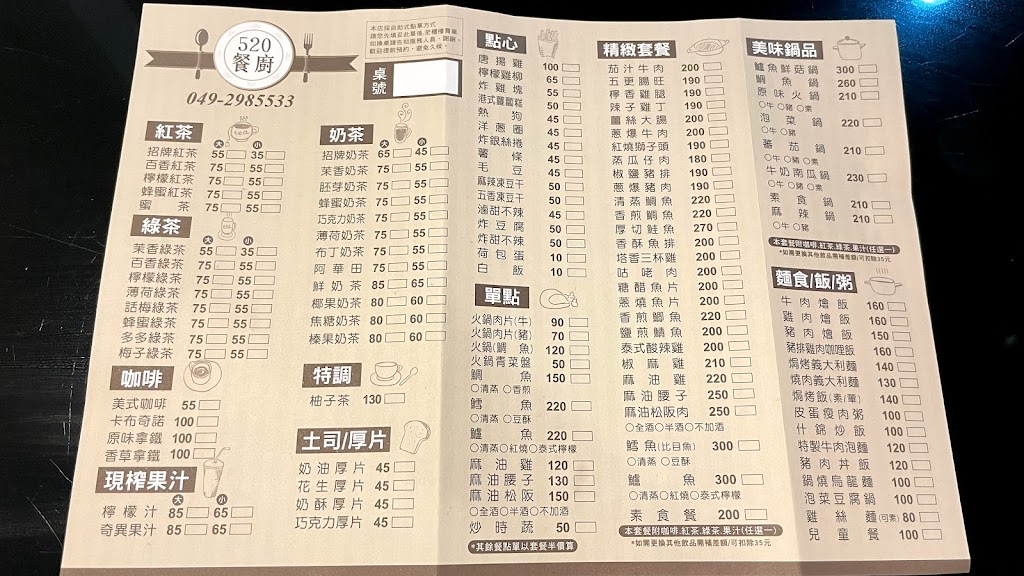 520
餐廚
049-2985533
本店採自助式點單方式
請您先填妥此單後,至櫃檯買單
如換桌請告知服務人員,謝謝。
歡迎提前預約,避免久候。
桌號
紅茶
大 小
招牌紅茶 55 35
百香紅茶 75 55
檸檬紅茶 75 55
蜂蜜紅茶 75 55
蜜茶 75 55
綠茶
大 小
茉香綠茶 55 35
百香綠茶 75 55
檸檬綠茶 75 55
薄荷綠茶 75 55
話梅綠茶 75 55
蜂蜜綠茶 75 55
多多綠茶 75 55
梅子綠茶 75 55
咖啡
美式咖啡 55
卡布奇諾 100
原味拿鐵 100
香草拿鐵 100
現榨果汁
大 小
檸檬汁 85 65
奇異果汁 85 65
奶茶
大 小
招牌奶茶 65 45
茉香奶茶 75 55
胚芽奶茶 75 55
蜂蜜奶茶 75 55
巧克力奶茶 75 55
薄荷奶茶 75 55
布丁奶茶 75 55
阿華田 75 55
鮮奶茶 85 65
椰果奶茶 80 60
焦糖奶茶 80 60
榛果奶茶 80 60
特調
柚子茶 130
土司/厚片
奶油厚片 45
花生厚片 45
奶酥厚片 45
巧克力厚片 45
點心
唐揚雞 100
檸檬雞柳 65
炸雞塊 55
港式蘿蔔糕 50
熱狗 45
洋蔥圈 45
炸銀絲捲 45
薯條 45
毛豆 45
麻辣凍豆干 50
五香凍豆干 50
滷甜不辣 45
炸豆腐 50
炸甜不辣 50
荷包蛋 10
白飯 10
單點
火鍋肉片(牛) 90
火鍋肉片(豬) 70
火鍋(鯛魚) 120
火鍋青菜盤 50
鯛魚 150
○清蒸 ○香煎
鱈魚 220
○清蒸 ○豆酥
鱸魚 220
○清蒸○紅燒○泰式檸檬
麻油雞 120
麻油腰子 130
麻油松阪 150
○全酒○半酒○不加酒
炒時蔬 50
*其餘餐點單以套餐半價算
精緻套餐
茄汁牛肉 200
五更腸旺 190
檸香雞腿 190
辣子雞丁 190
薑絲大腸 200
蔥爆牛肉 200
紅燒獅子頭 190
蒸瓜仔肉 180
椒鹽豬排 190
蔥爆豬肉 190
清蒸鯛魚 220
香煎鯛魚 220
厚切鮭魚 270
香酥魚排 200
塔香三杯雞 200
咕咾肉 200
糖醋魚片 200
蔥燒魚片 200
香煎鯽魚 220
鹽煎鯖魚 200
泰式酸辣雞 200
椒麻雞 210
麻油雞 220
麻油腰子 250
麻油松阪肉 250
○全酒○半酒○不加酒
鱈魚(比目魚) 300
○清蒸 ○豆酥
鱸魚 300
○清蒸○紅燒○泰式檸檬
素食餐 200
本套餐附咖啡.紅茶.綠茶.果汁(任選一)
*如需更換其他飲品需補差額/可扣除35元
美味鍋品
鱸魚鮮菇鍋 300
鯛魚鍋 260
原味火鍋 210
○牛○豬○素
泡菜鍋 220
○牛○豬
蕃茄鍋 210
○牛○豬○素
牛奶南瓜鍋 230
○牛○豬○素
素食鍋 210
麻辣鍋 210
○牛○豬
本套餐附咖啡.紅茶.綠茶.果汁(任選一)
*如需更換其他飲品需補差額/可扣除35元
麵食/飯/粥
牛肉燴飯 160
雞肉燴飯 160
豬肉燴飯 150
豬排雞肉咖哩飯 160
焗烤義大利麵 140
燒肉義大利麵 130
焗烤飯(素/葷) 140
皮蛋瘦肉粥 100
什錦炒飯 100
特製牛肉泡麵 120
豬肉丼飯 120
鍋燒烏龍麵 100
泡菜豆腐鍋 100
雞絲麵(可素) 80
兒童餐 100